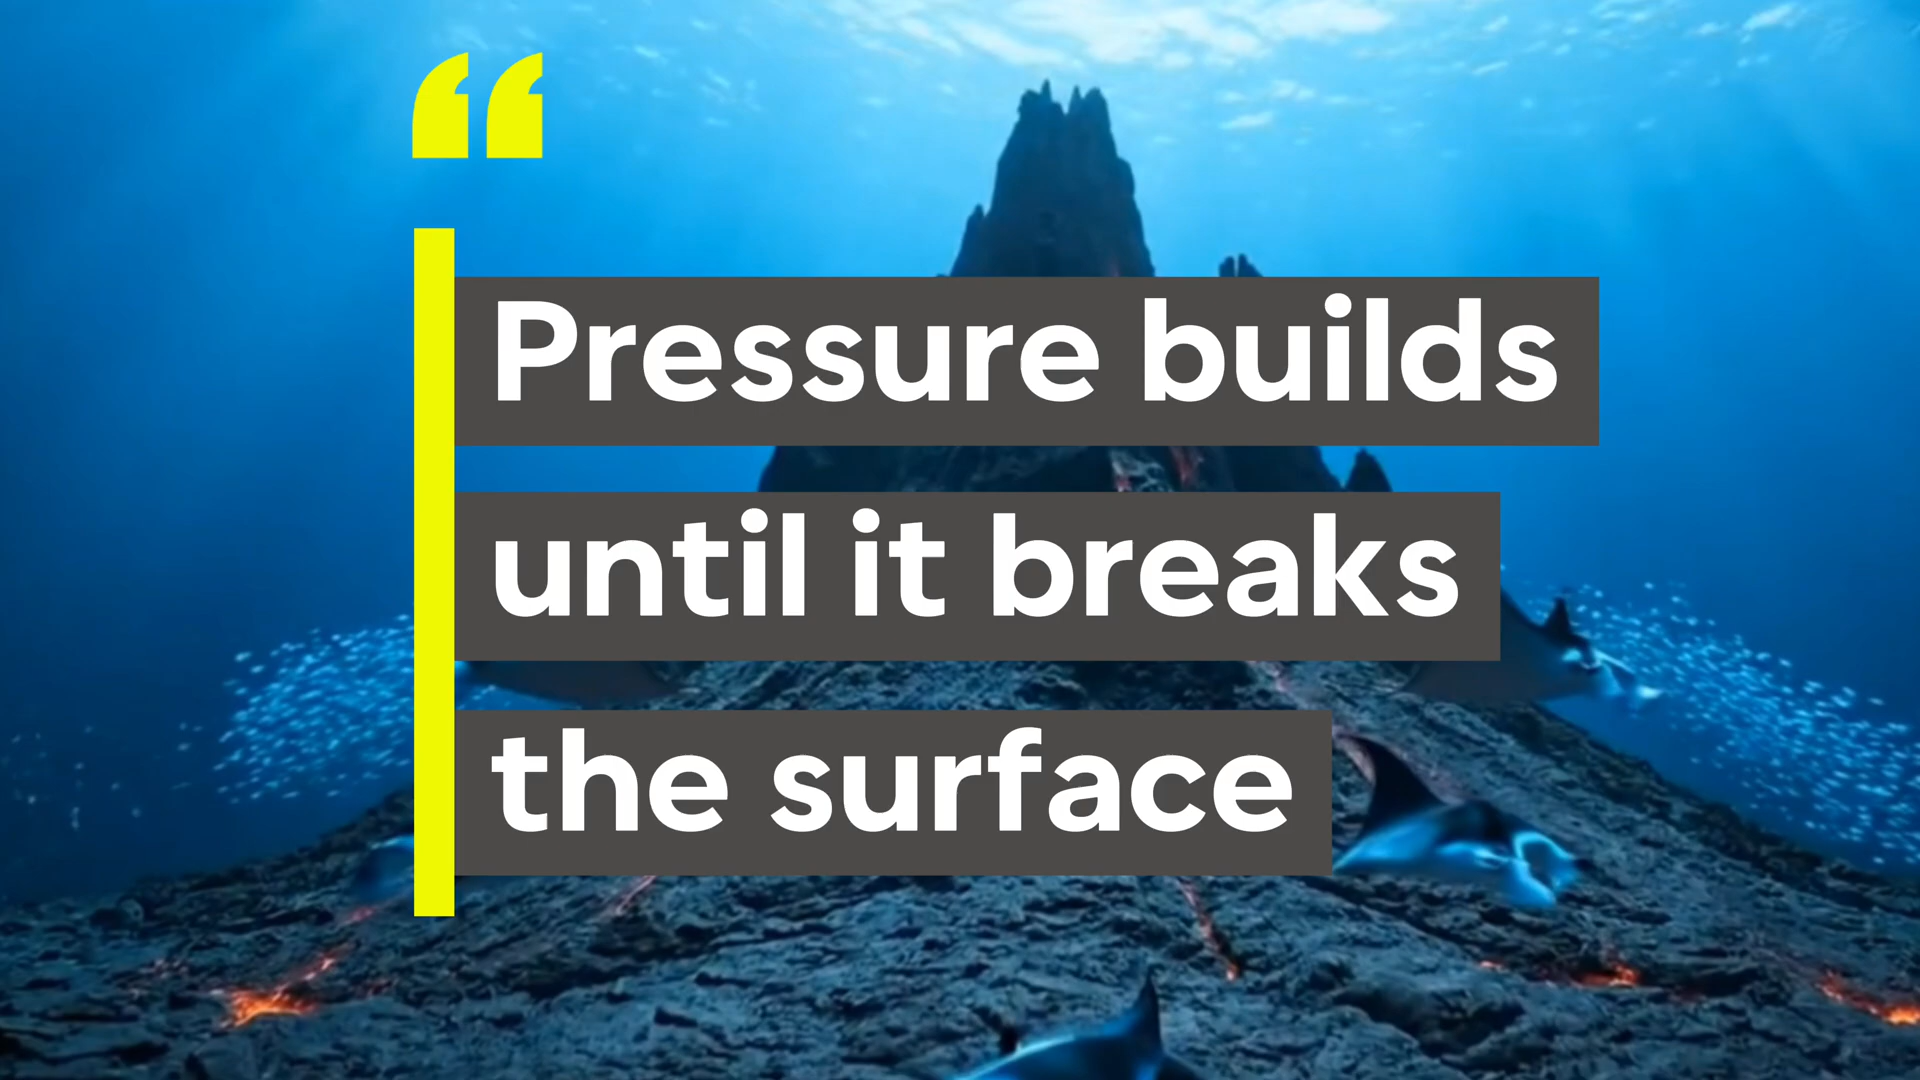 “
Pressure builds
until it breaks
the surface